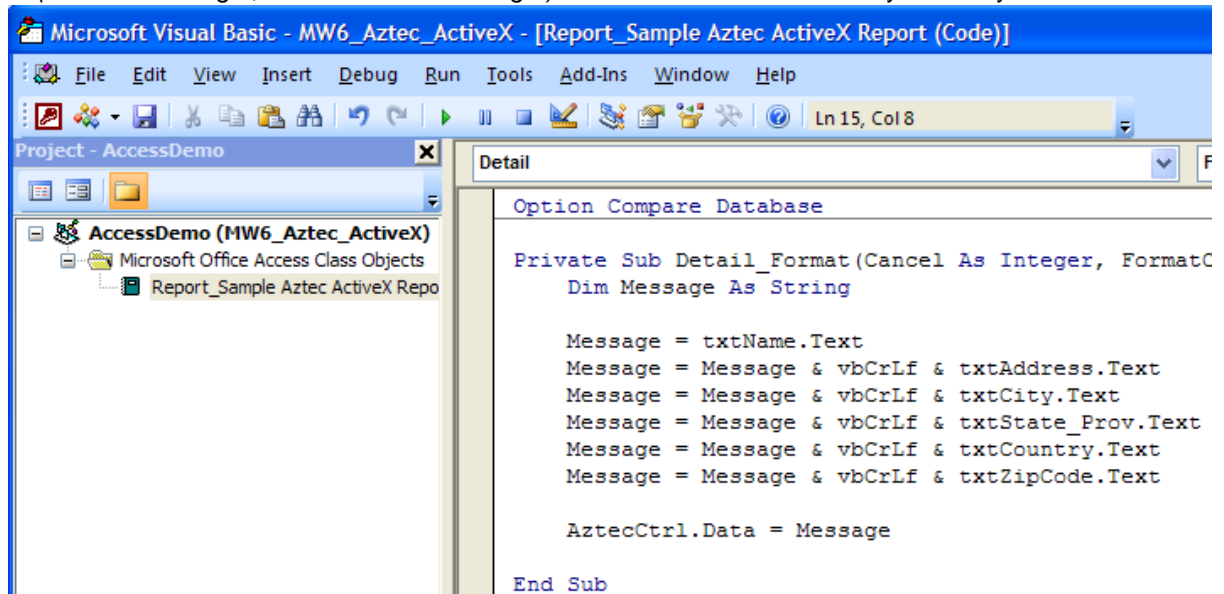 Microsoft Visual Basic - MW6_Aztec_ActiveX - [Report_Sample Aztec ActiveX Report (Code)]
File Edit View Insert Debug Run Tools Add-Ins Window Help
Ln 15, Col 8
Project - AccessDemo
Detail
AccessDemo (MW6_Aztec_ActiveX)
Microsoft Office Access Class Objects
Report_Sample Aztec ActiveX Repo
Option Compare Database
Private Sub Detail_Format(Cancel As Integer, FormatC
Dim Message As String
Message = txtName.Text
Message = Message & vbCrLf & txtAddress.Text
Message = Message & vbCrLf & txtCity.Text
Message = Message & vbCrLf & txtState_Prov.Text
Message = Message & vbCrLf & txtCountry.Text
Message = Message & vbCrLf & txtZipCode.Text
AztecCtrl.Data = Message
End Sub